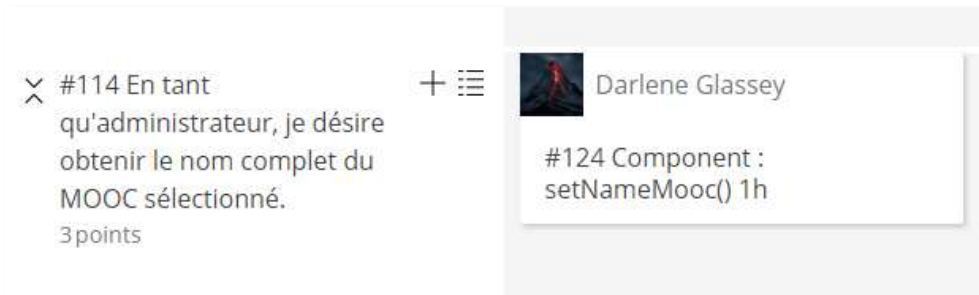 #114 En tant
qu'administrateur, je désire
obtenir le nom complet du
MOOC sélectionné.
3 points
Darlene Glassey
#124 Component :
setNameMooc() 1h